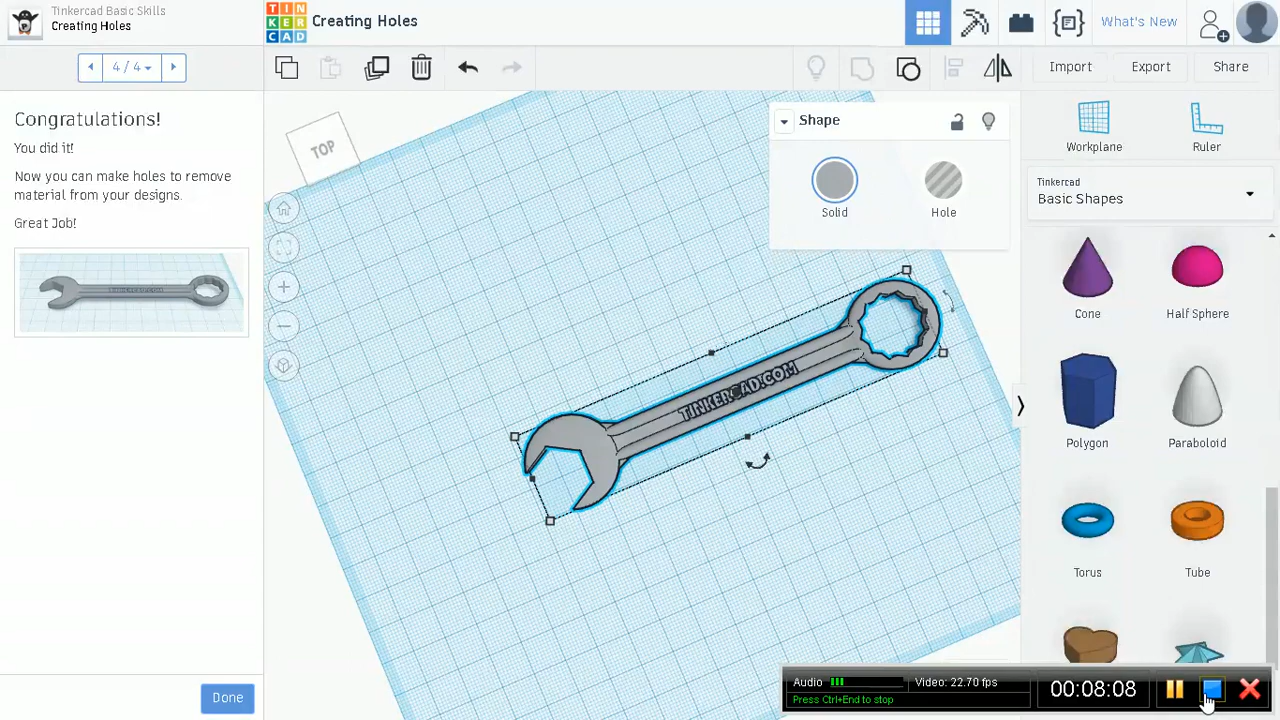 Tinkercad Basic Skills
Creating Holes
TIN
KER
CAD
Creating Holes
What's New
4 / 4
Import
Export
Share
Congratulations!
You did it!
Now you can make holes to remove
material from your designs.
Great Job!
TINKERCAD.COM
Done
TOP
TINKERCAD.COM
Shape
Solid
Hole
Workplane
Ruler
Tinkercad
Basic Shapes
Cone
Half Sphere
Polygon
Paraboloid
Torus
Tube
Audio
Video: 22.70 fps
Press Ctrl+End to stop
00:08:08